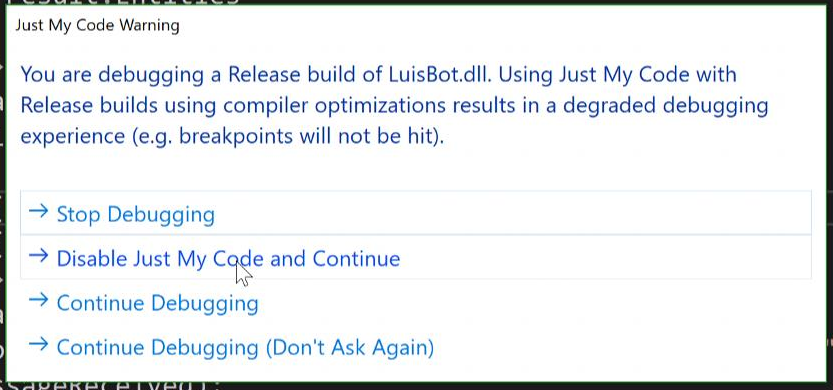 Just My Code Warning
You are debugging a Release build of LuisBot.dll. Using Just My Code with
Release builds using compiler optimizations results in a degraded debugging
experience (e.g. breakpoints will not be hit).
→ Stop Debugging
→ Disable Just My Code and Continue
→ Continue Debugging
→ Continue Debugging (Don't Ask Again)